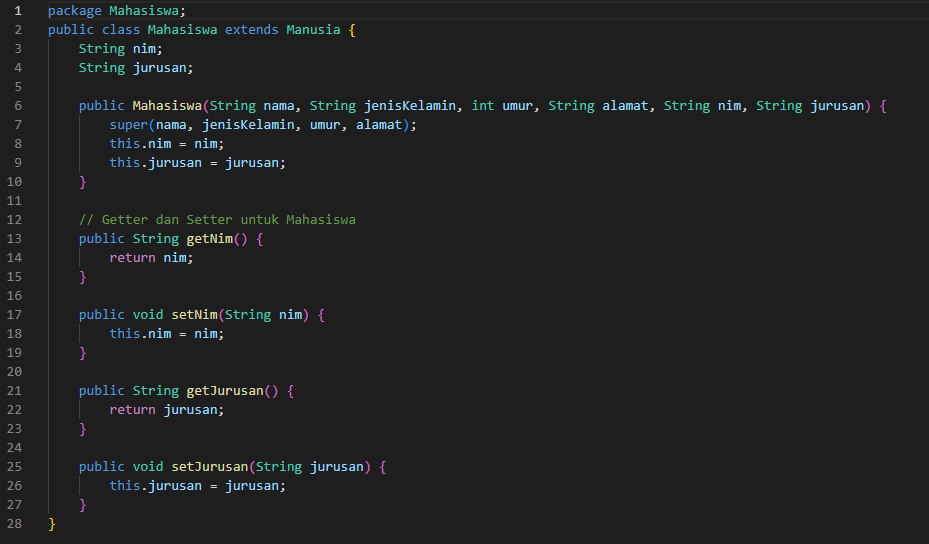 1 package Mahasiswa;
2 public class Mahasiswa extends Manusia {
3     String nim;
4     String jurusan;
5
6     public Mahasiswa(String nama, String jenisKelamin, int umur, String alamat, String nim, String jurusan) {
7         super(nama, jenisKelamin, umur, alamat);
8         this.nim = nim;
9         this.jurusan = jurusan;
10     }
11
12     // Getter dan Setter untuk Mahasiswa
13     public String getNim() {
14         return nim;
15     }
16
17     public void setNim(String nim) {
18         this.nim = nim;
19     }
20
21     public String getJurusan() {
22         return jurusan;
23     }
24
25     public void setJurusan(String jurusan) {
26         this.jurusan = jurusan;
27     }
28 }